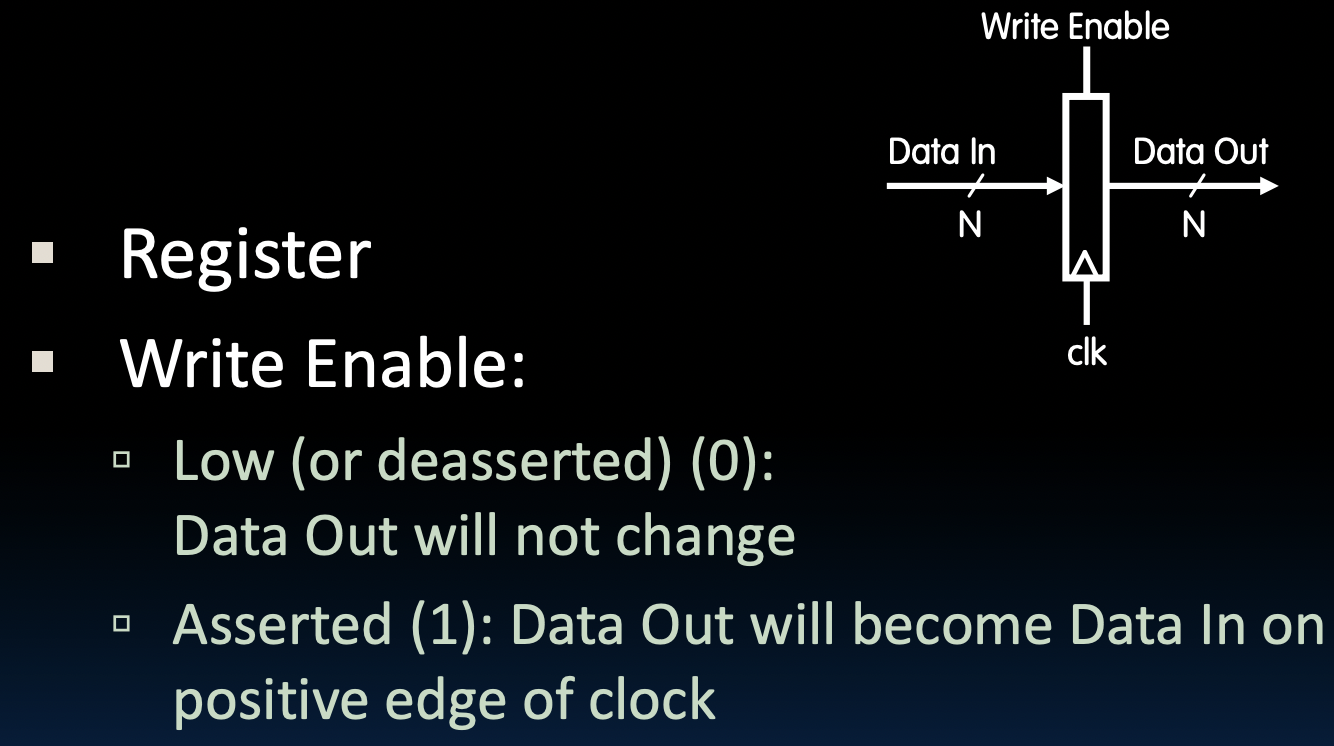 Write Enable
Data In
Data Out
N
N
clk
Register
Write Enable:
Low (or deasserted) (0):
Data Out will not change
Asserted (1): Data Out will become Data In on
positive edge of clock